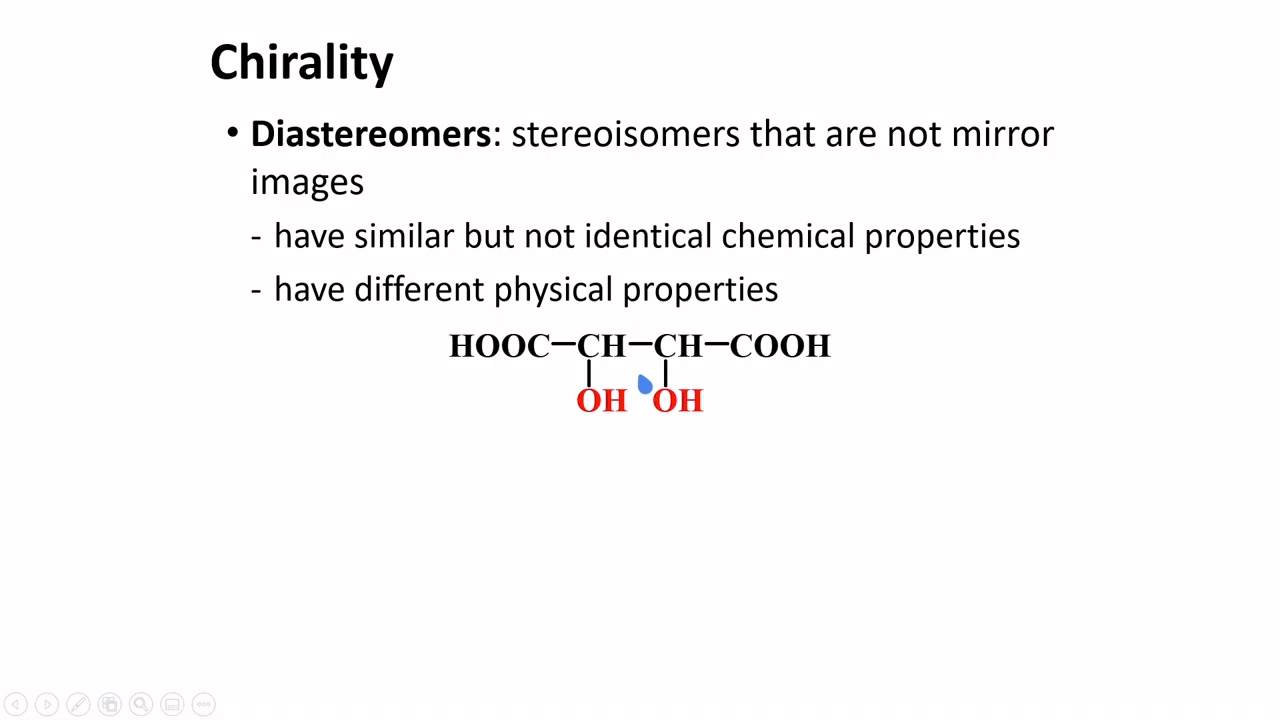 Chirality
• Diastereomers: stereoisomers that are not mirror
images
- have similar but not identical chemical properties
- have different physical properties
HOOC—CH—CH—COOH
OH OH